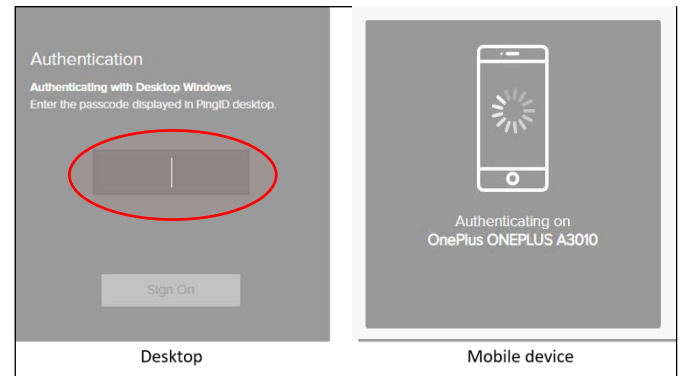 Authentication
Authenticating with Desktop Windows
Enter the passcode displayed in PingID desktop.
Sign On
Desktop
Authenticating on
OnePlus ONEPLUS A3010
Mobile device